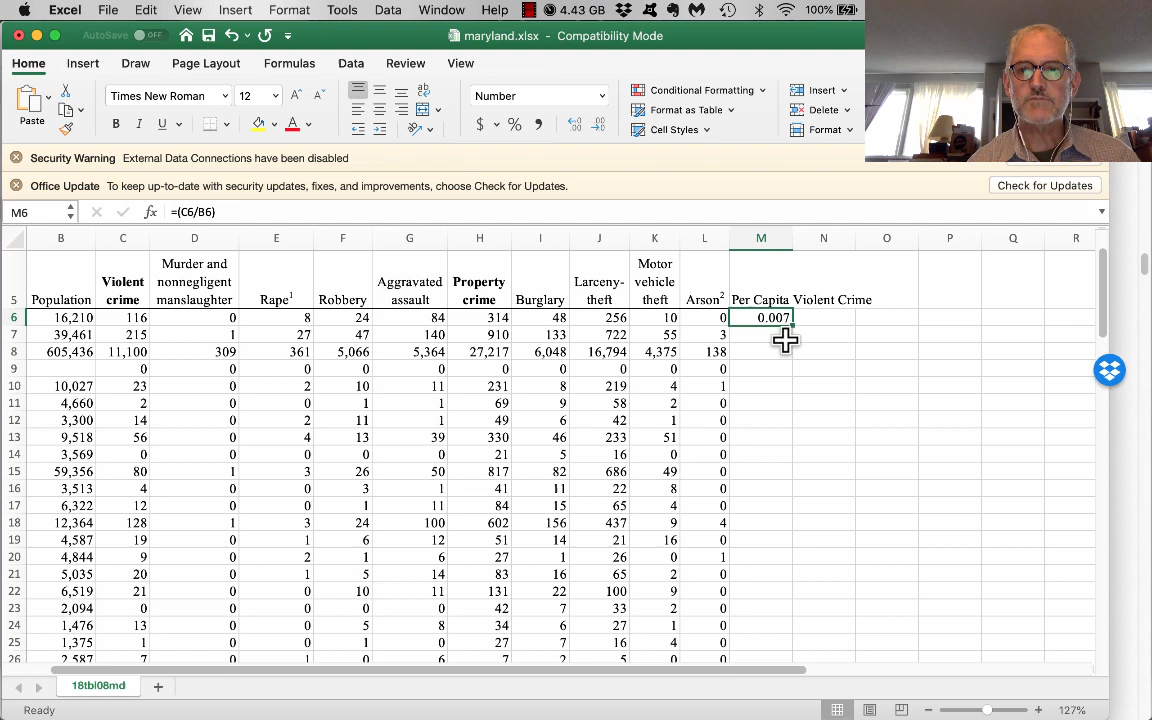 Excel File Edit View Insert Format Tools Data Window Help 4.43 GB 100%
AutoSave OFF maryland.xlsx - Compatibility Mode
Home Insert Draw Page Layout Formulas Data Review View
Paste Times New Roman 12 Number Conditional Formatting Insert
Format as Table Delete
B I U A $ % Cell Styles Format
Security Warning External Data Connections have been disabled
Office Update To keep up-to-date with security updates, fixes, and improvements, choose Check for Updates. Check for Updates
M6 fx =(C6/B6)
B C D E F G H I J K L M N O P Q R
5 Population Violent crime Murder and nonnegligent manslaughter Rape1 Robbery Aggravated assault Property crime Burglary Larceny-theft Motor vehicle theft Arson2 Per Capita Violent Crime
6 16,210 116 0 8 24 84 314 48 256 10 0 0.007
7 39,461 215 1 27 47 140 910 133 722 55 3
8 605,436 11,100 309 361 5,066 5,364 27,217 6,048 16,794 4,375 138
9 0 0 0 0 0 0 0 0 0 0
10 10,027 23 0 2 10 11 231 8 219 4 1
11 4,660 2 0 0 1 1 69 9 58 2 0
12 3,300 14 0 2 11 1 49 6 42 1 0
13 9,518 56 0 4 13 39 330 46 233 51 0
14 3,569 0 0 0 0 0 21 5 16 0 0
15 59,356 80 1 3 26 50 817 82 686 49 0
16 3,513 4 0 0 3 1 41 11 22 8 0
17 6,322 12 0 0 1 11 84 15 65 4 0
18 12,364 128 1 3 24 100 602 156 437 9 4
19 4,587 19 0 1 6 12 51 14 21 16 0
20 4,844 9 0 2 1 6 27 1 26 0 1
21 5,035 20 0 1 5 14 83 16 65 2 0
22 6,519 21 0 0 10 11 131 22 100 9 0
23 2,094 0 0 0 0 0 42 7 33 2 0
24 1,476 13 0 0 5 8 34 6 27 1 0
25 1,375 1 0 0 1 0 27 7 16 4 0
26 2,587 7 0 1 0 6 7 2 5 0 0
18tbl08md
Ready 127%